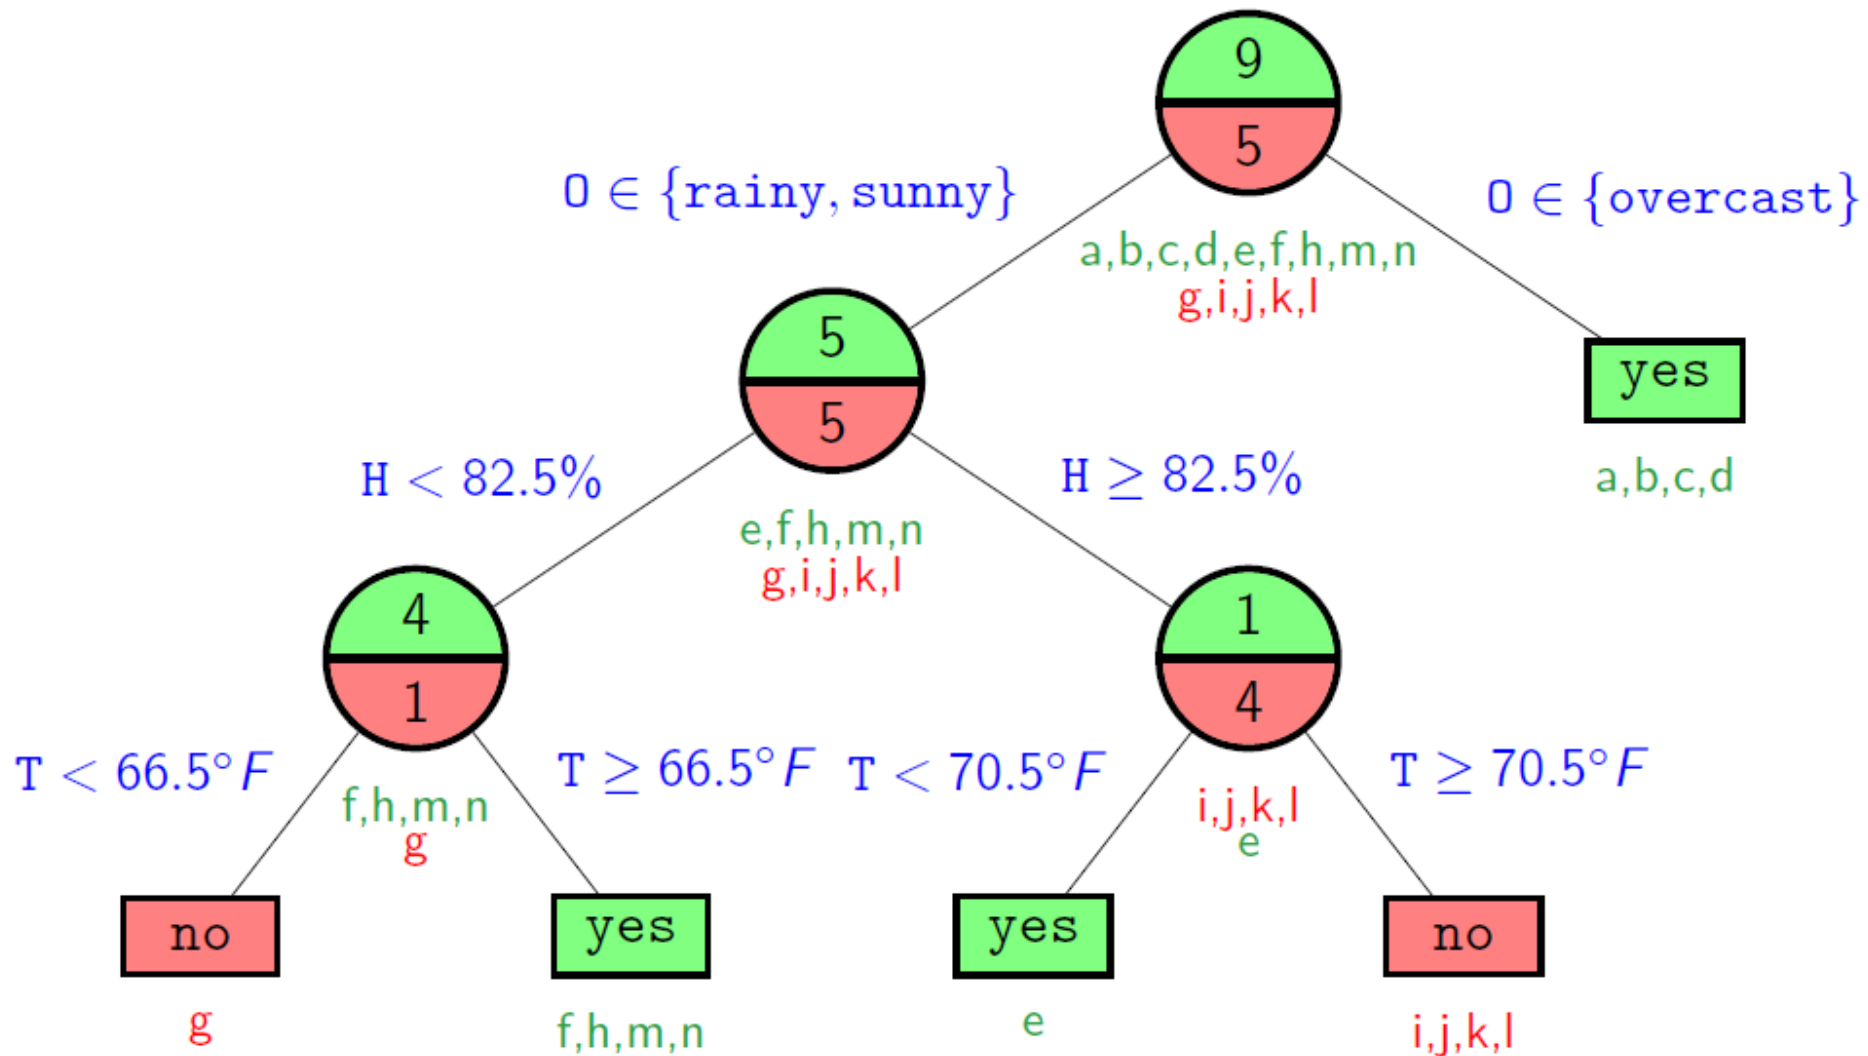 9
5
O ∈ {rainy, sunny}
O ∈ {overcast}
a,b,c,d,e,f,h,m,n
g,i,j,k,l
5
5
yes
a,b,c,d
H < 82.5%
H ≥ 82.5%
e,f,h,m,n
g,i,j,k,l
4
1
1
4
T < 66.5°F
T ≥ 66.5°F
T < 70.5°F
T ≥ 70.5°F
f,h,m,n
g
i,j,k,l
e
no
yes
yes
no
g
f,h,m,n
e
i,j,k,l